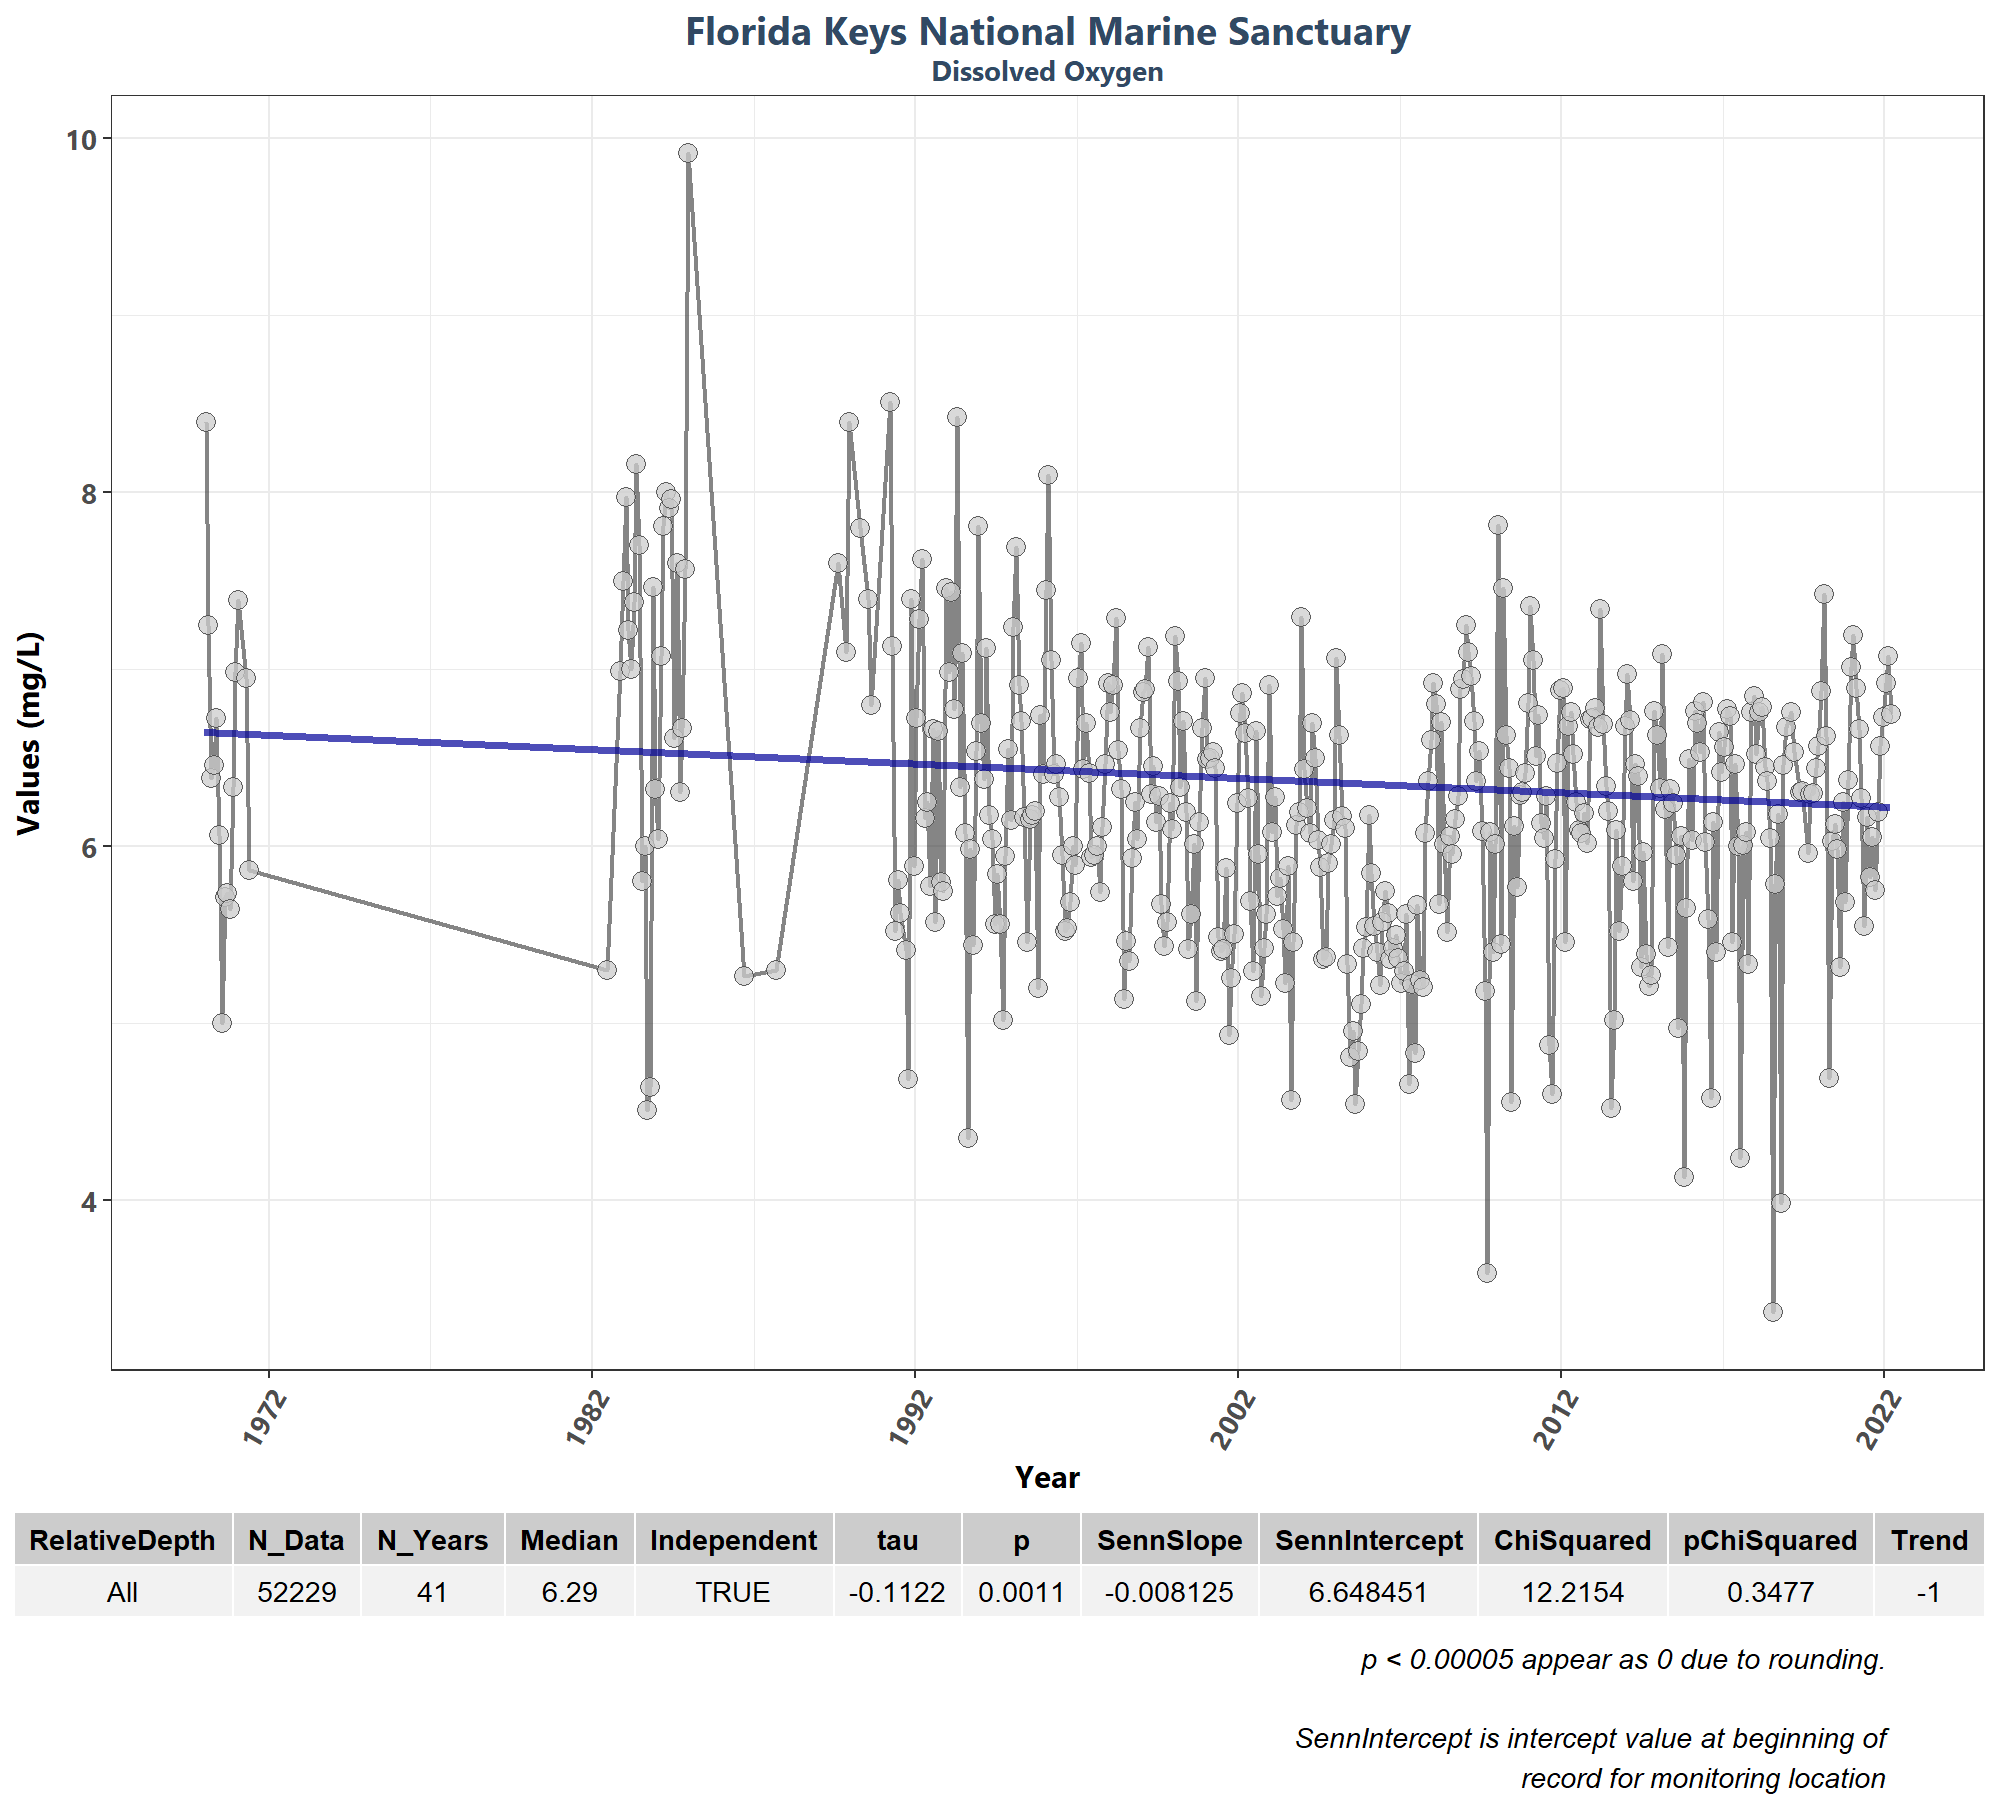 Florida Keys National Marine Sanctuary
Dissolved Oxygen
Values (mg/L)
10
8
6
4
1972 1982 1992 2002 2012 2022
Year
RelativeDepth N_Data N_Years Median Independent tau p SennSlope SennIntercept ChiSquared pChiSquared Trend
All 52229 41 6.29 TRUE -0.1122 0.0011 -0.008125 6.648451 12.2154 0.3477 -1
p < 0.00005 appear as 0 due to rounding.
SennIntercept is intercept value at beginning of
record for monitoring location